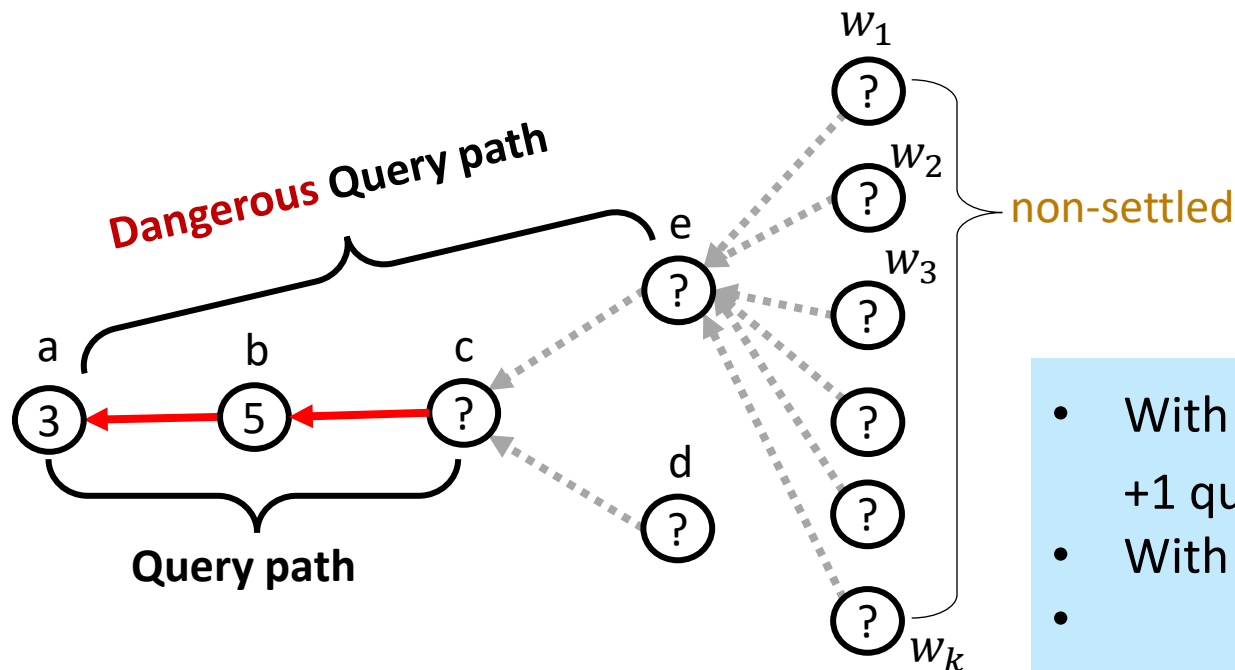 w₁
?
w₂
?
non-settled
Dangerous Query path
e
?
w₃
?
a
b
c
3
5
?
?
d
?
?
Query path
?
wₖ
• With
+1 qu
• With
•